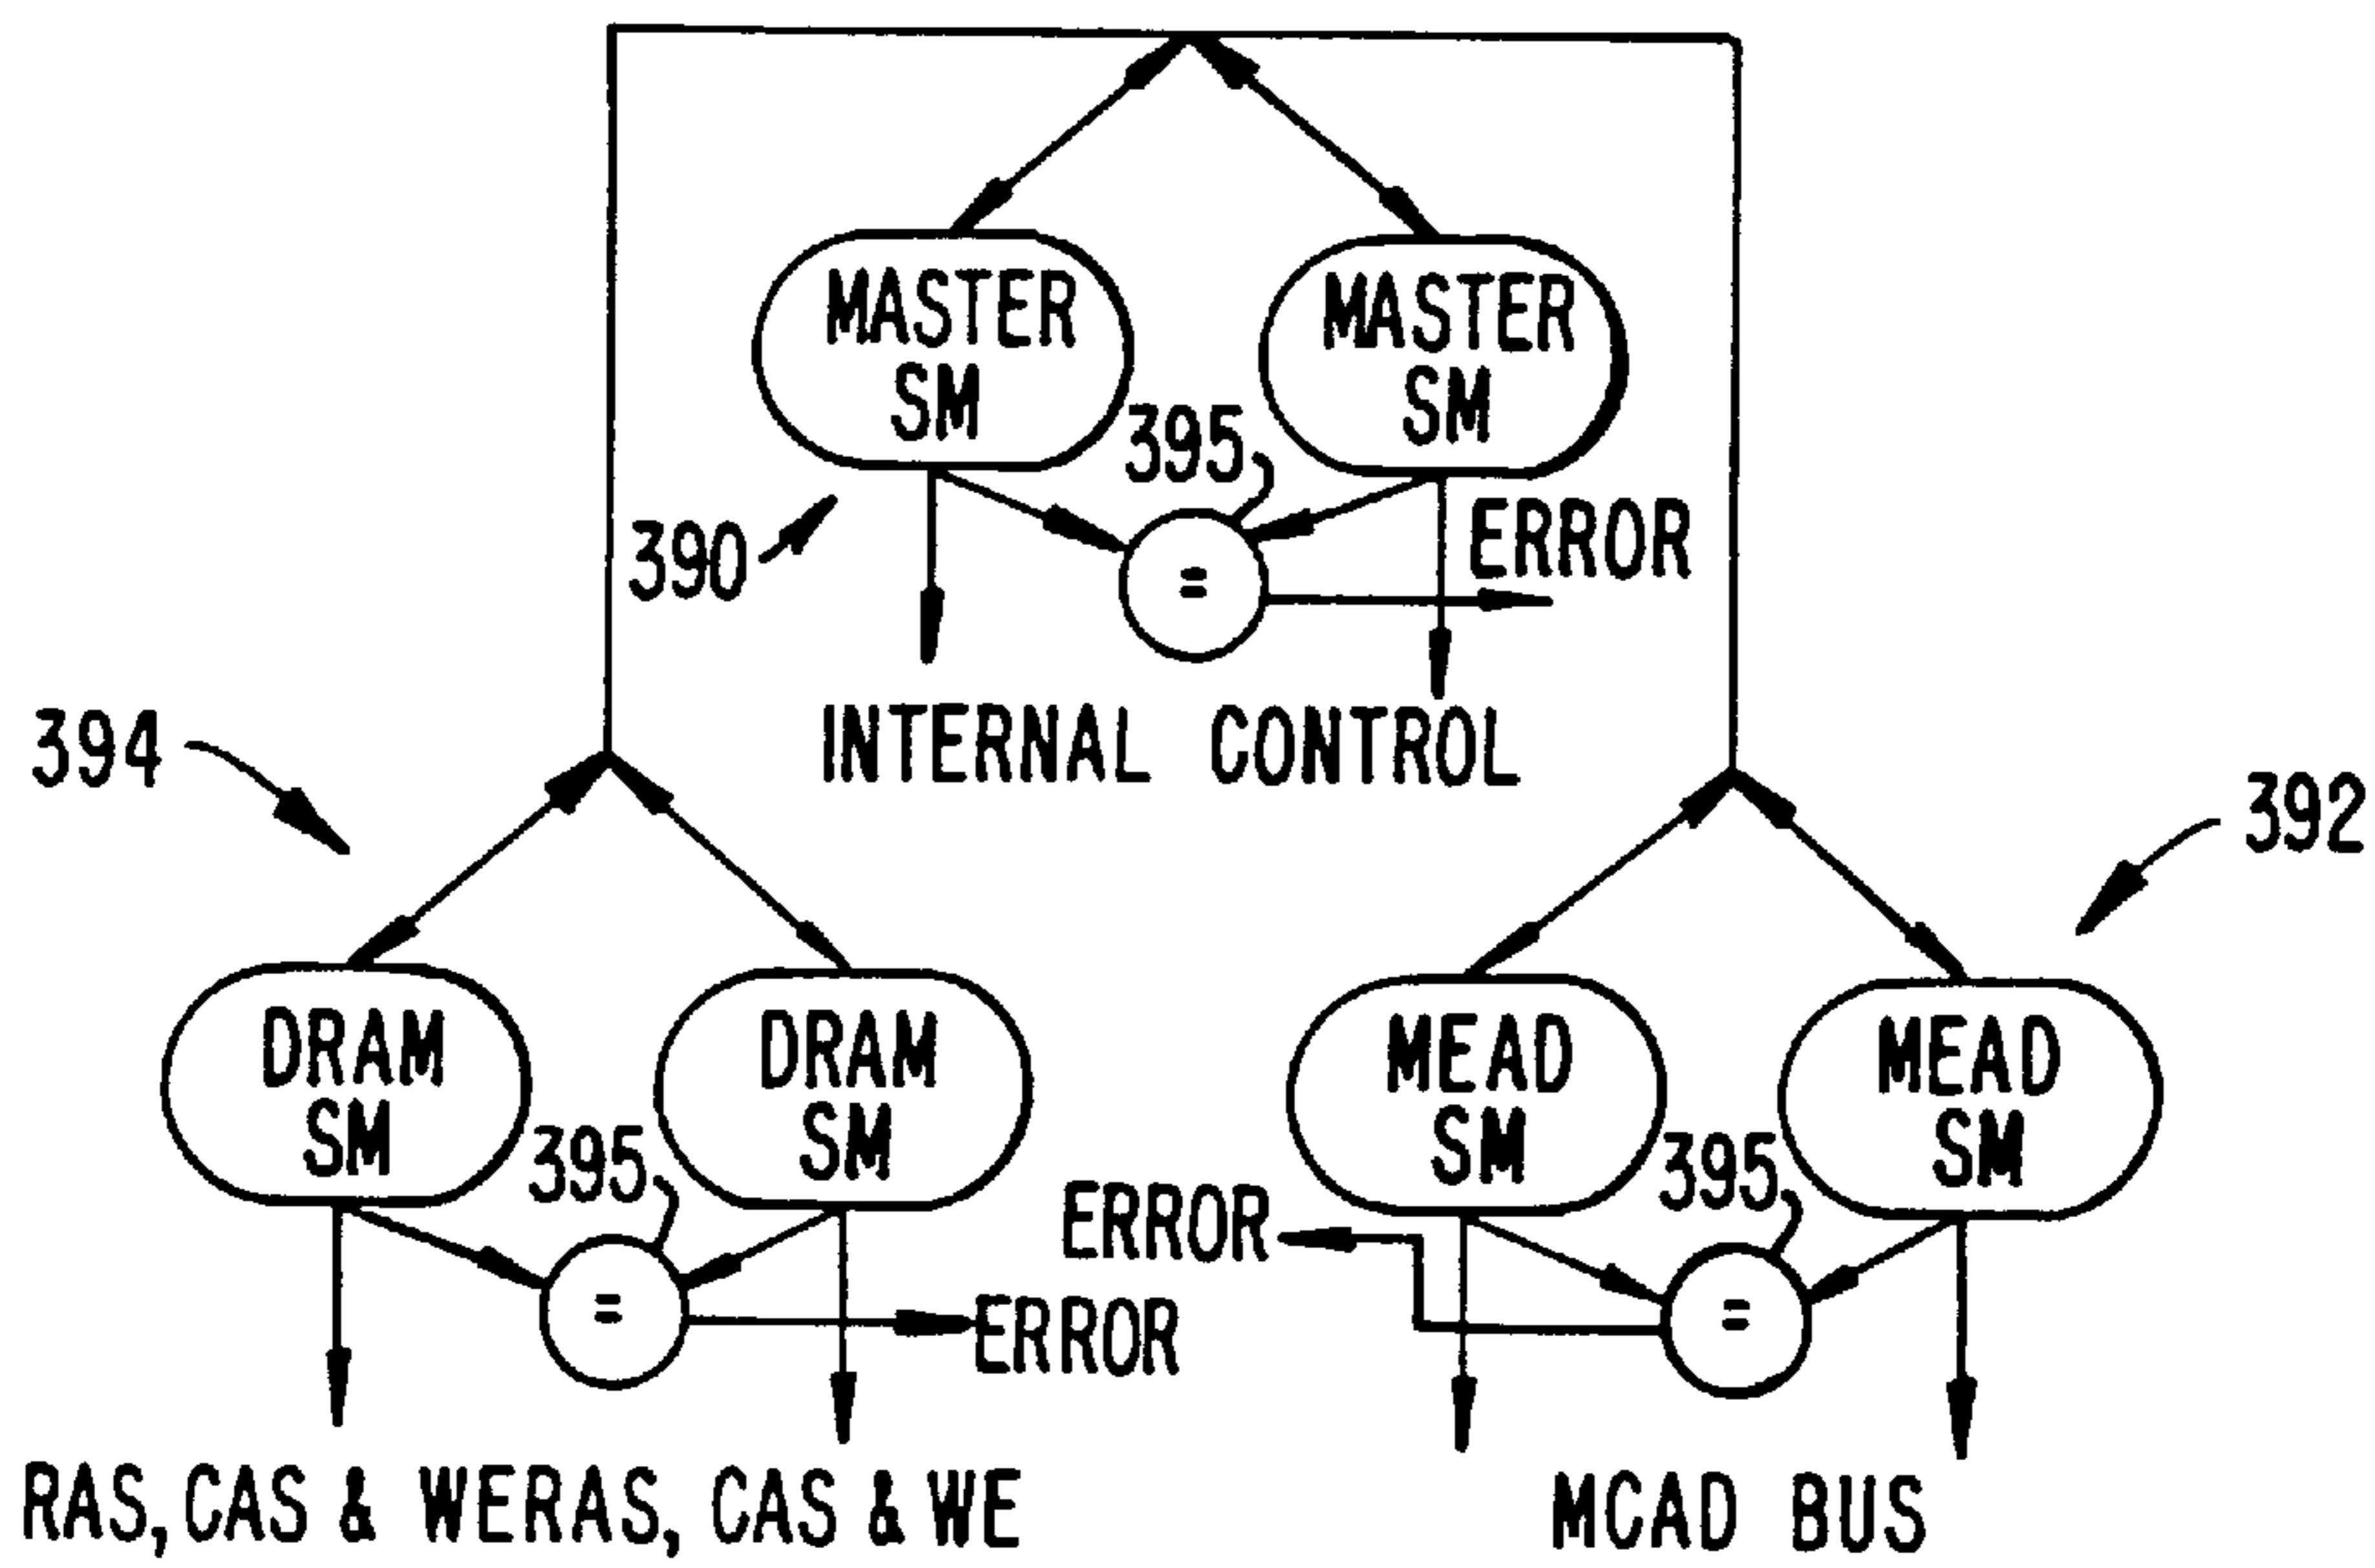 MASTER
SM
MASTER
SM
395
390
=
ERROR
INTERNAL CONTROL
394
392
DRAM
SM
DRAM
SM
MEAD
SM
MEAD
SM
395
395
ERROR
=
ERROR
=
RAS, CAS & WERAS, CAS & WE
MCAD BUS